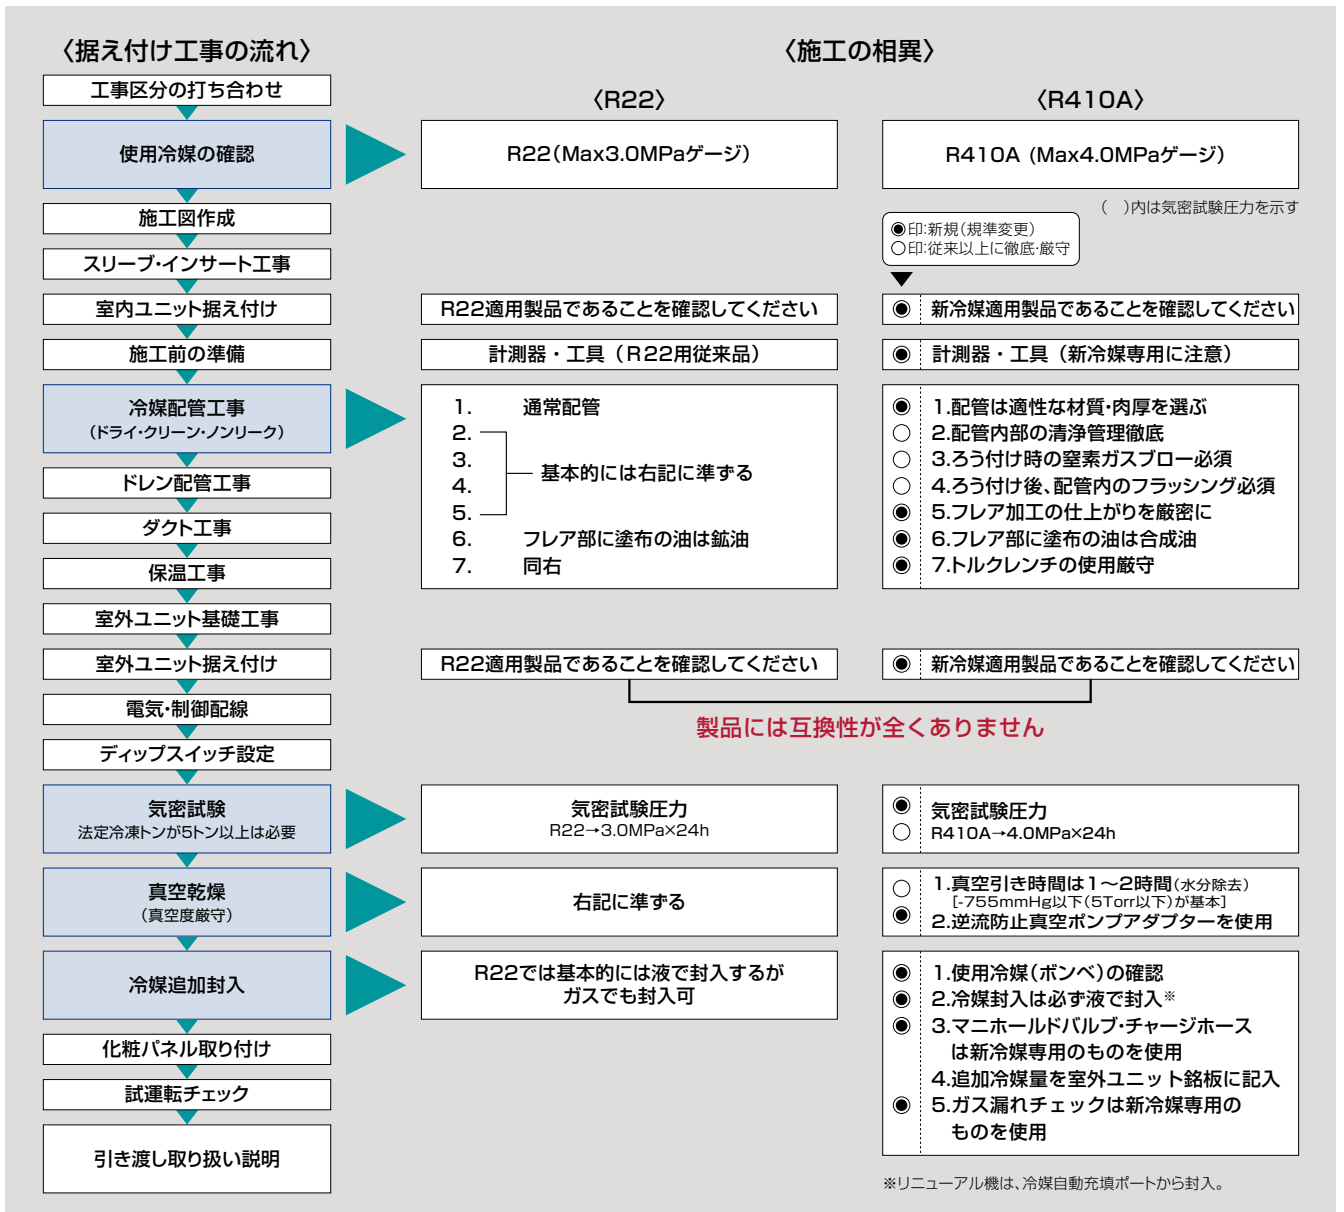 〈据え付け工事の流れ〉
工事区分の打ち合わせ
使用冷媒の確認
施工図作成
スリーブ・インサート工事
室内ユニット据え付け
施工前の準備
冷媒配管工事
(ドライ・クリーン・ノンリーク)
ドレン配管工事
ダクト工事
保温工事
室外ユニット基礎工事
室外ユニット据え付け
電気・制御配線
ディップスイッチ設定
気密試験
法定冷凍トンが5トン以上は必要
真空乾燥
(真空度厳守)
冷媒追加封入
化粧パネル取り付け
試運転チェック
引き渡し取り扱い説明
〈施工の相異〉
〈R22〉
R22(Max3.0MPaゲージ)
R22適用製品であることを確認してください
計測器・工具(R22用従来品)
1. 通常配管
2.
3.
4.
5.
基本的には右記に準ずる
6. フレア部に塗布の油は鉱油
7. 同右
R22適用製品であることを確認してください
気密試験圧力
R22→3.0MPa×24h
右記に準ずる
R22では基本的には液で封入するが
ガスでも封入可
〈R410A〉
R410A (Max4.0MPaゲージ)
(　)内は気密試験圧力を示す
◉印:新規(規準変更)
○印:従来以上に徹底・厳守
◉ 新冷媒適用製品であることを確認してください
◉ 計測器・工具(新冷媒専用に注意)
◉ 1.配管は適性な材質・肉厚を選ぶ
○ 2.配管内部の清浄管理徹底
○ 3.ろう付け時の窒素ガスブロー必須
○ 4.ろう付け後、配管内のフラッシング必須
◉ 5.フレア加工の仕上がりを厳密に
◉ 6.フレア部に塗布の油は合成油
◉ 7.トルクレンチの使用厳守
◉ 新冷媒適用製品であることを確認してください
製品には互換性が全くありません
◉ 気密試験圧力
○ R410A→4.0MPa×24h
○ 1.真空引き時間は1〜2時間(水分除去)
[-755mmHg以下(5Torr以下)が基本]
◉ 2.逆流防止真空ポンプアダプターを使用
◉ 1.使用冷媒(ボンベ)の確認
◉ 2.冷媒封入は必ず液で封入※
◉ 3.マニホールドバルブ・チャージホース
は新冷媒専用のものを使用
4.追加冷媒量を室外ユニット銘板に記入
◉ 5.ガス漏れチェックは新冷媒専用の
ものを使用
※リニューアル機は、冷媒自動充填ポートから封入。